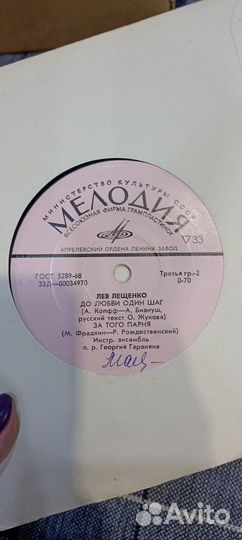 МИНИСТЕРСТВО КУЛЬТУРЫ СССР
МЕЛОДИЯ
ВСЕСОЮЗНАЯ ФИРМА ГРАМПЛАСТИНОК
▽33
АПРЕЛЕВСКИЙ ОРДЕНА ЛЕНИНА ЗАВОД
ГОСТ 5289-68
33Д—00034970
Третья гр-2
0-70
ЛЕВ ЛЕЩЕНКО
ДО ЛЮБВИ ОДИН ШАГ
(А. Копфф—А. Биануш,
русский текст О. Жукова)
ЗА ТОГО ПАРНЯ
(М. Фрадкин—Р. Рождественский)
Инстр. ансамбль
п. р. Георгия Гараняна
Avito